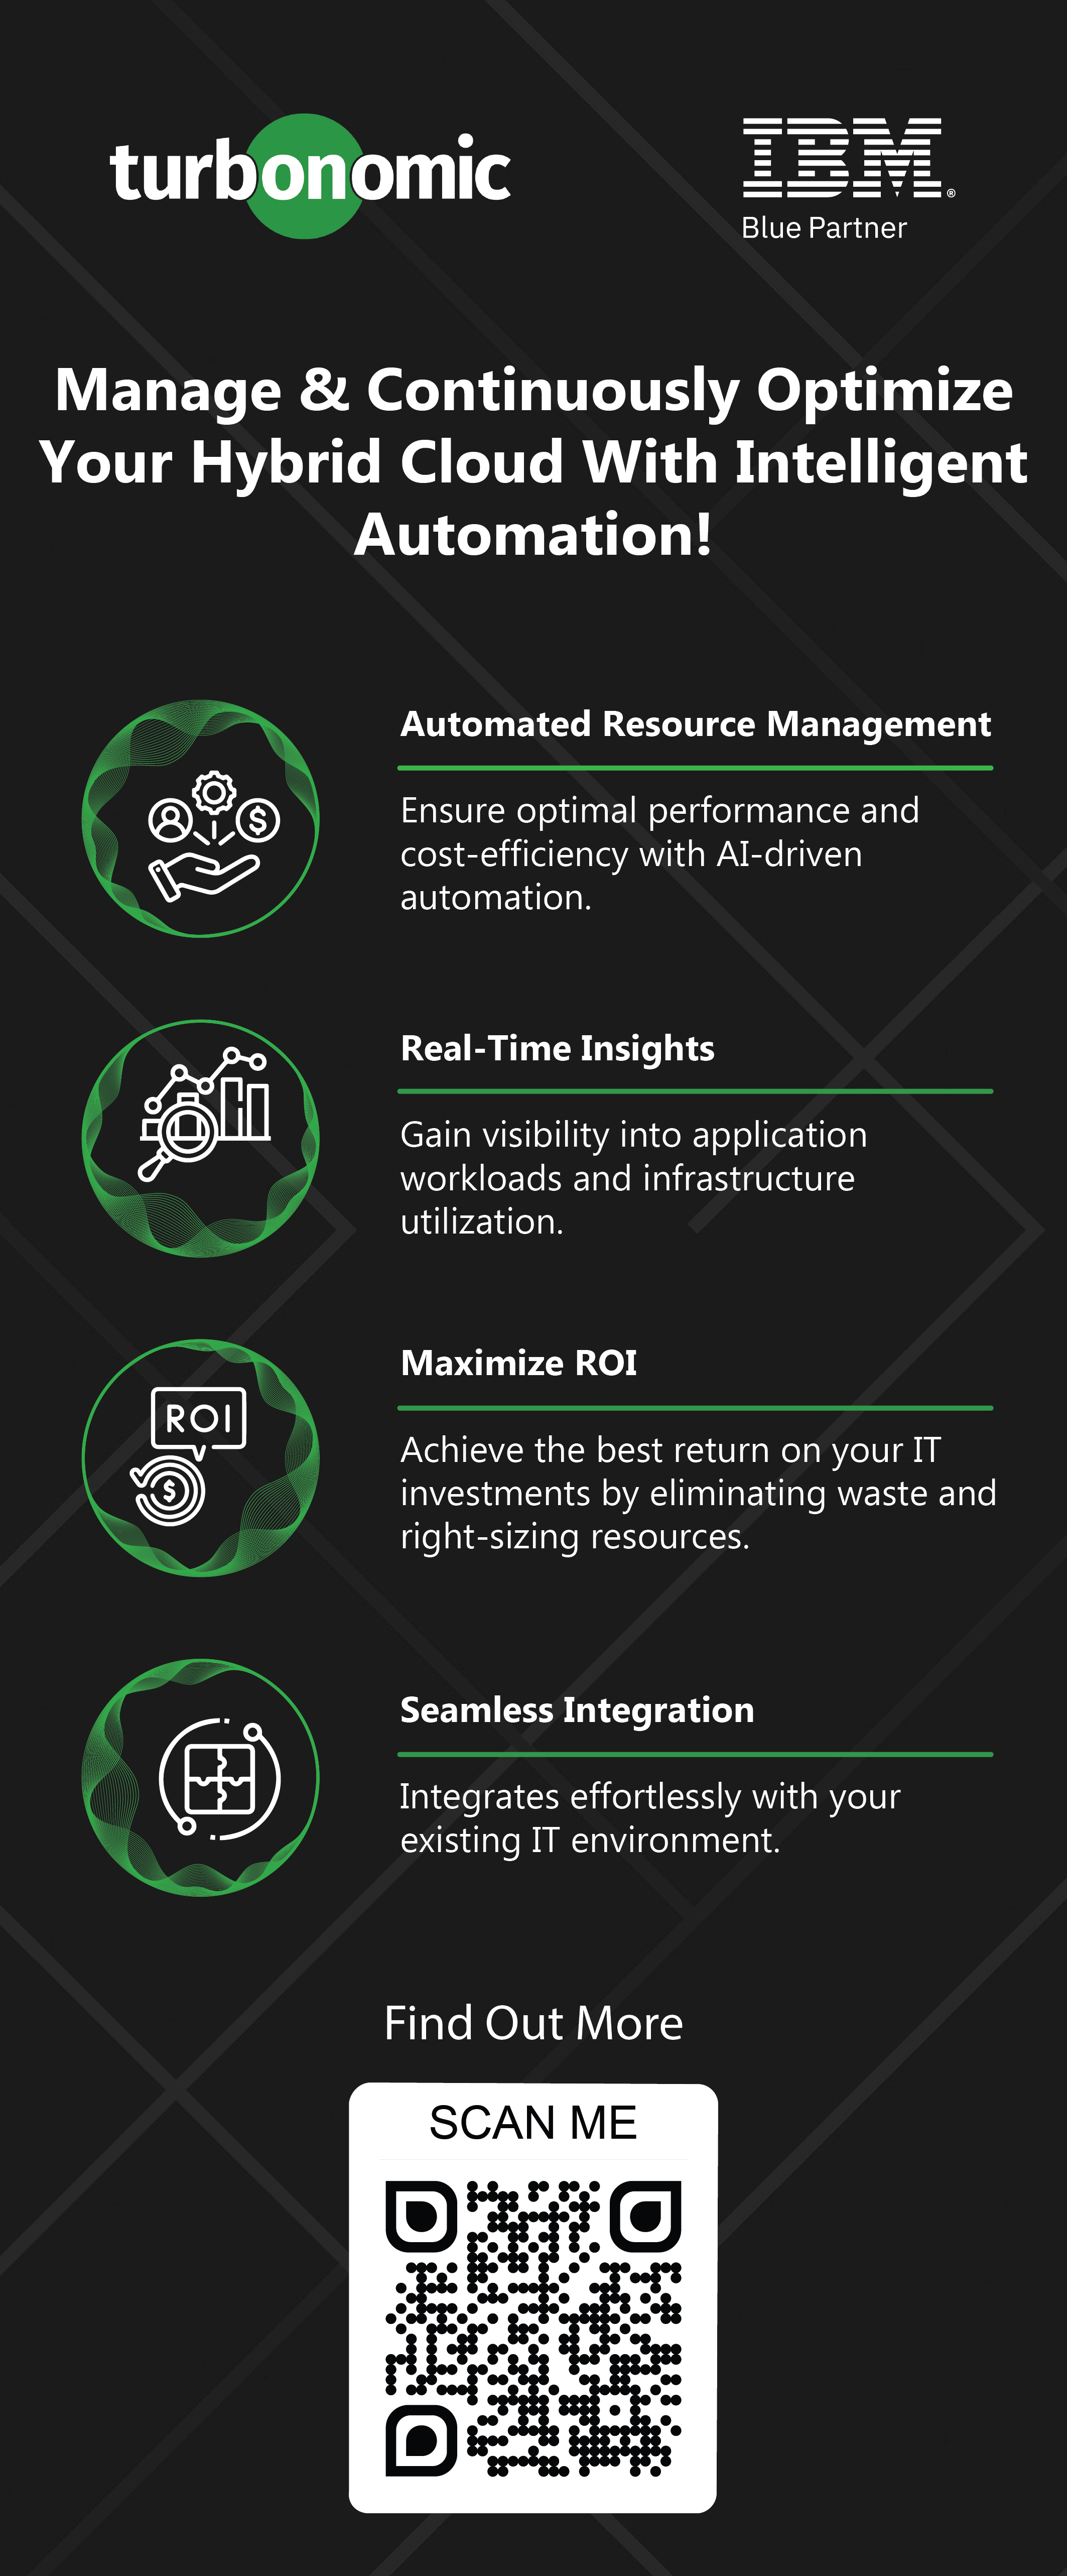 turbonomic
IBM®
Blue Partner
Manage & Continuously Optimize
Your Hybrid Cloud With Intelligent
Automation!
Automated Resource Management
Ensure optimal performance and
cost-efficiency with AI-driven
automation.
Real-Time Insights
Gain visibility into application
workloads and infrastructure
utilization.
ROI
Maximize ROI
Achieve the best return on your IT
investments by eliminating waste and
right-sizing resources.
Seamless Integration
Integrates effortlessly with your
existing IT environment.
Find Out More
SCAN ME